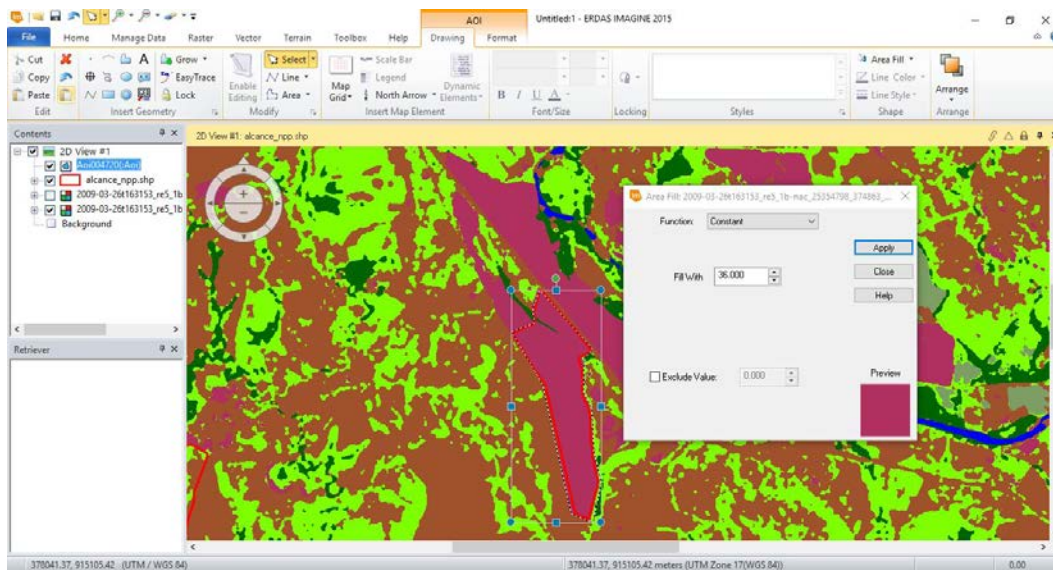 AOI
Untitled:1 - ERDAS IMAGINE 2015
File Home Manage Data Raster Vector Terrain Toolbox Help Drawing Format
Cut Grow Select Scale Bar Area Fill
Copy EasyTrace Enable Editing Line Map Grid Legend Dynamic Elements Line Color Arrange
Paste A Lock Area North Arrow B I U A Line Style
Edit Insert Geometry Modify Insert Map Element Font/Size Locking Styles Shape Arrange
Contents
2D View #1: alcance_npp.shp
2D View #1
alcance_npp.shp
2009-03-26t163153_re5_1b
2009-03-26t163153_re5_1b
Background
Retriever
Area Fill: 2009-03-26t163153_re5_1b-nac_25354798_374863_...
Function: Constant
Apply
Fill With 36.000
Close
Help
Exclude Value: 0.000
Preview
378041.37, 915105.42 (UTM / WGS 84)
378041.37, 915105.42 meters (UTM Zone 17(WGS 84))
0.00